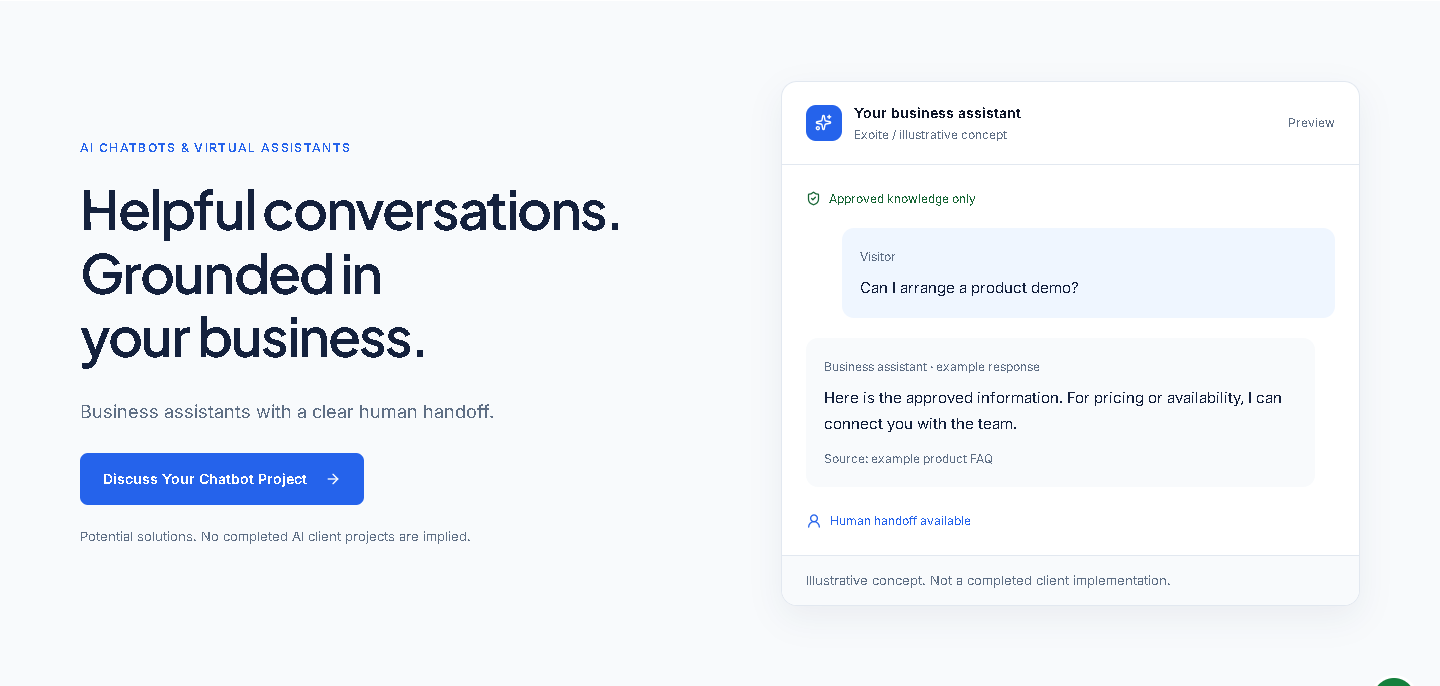 AI CHATBOTS & VIRTUAL ASSISTANTS
Helpful conversations.
Grounded in
your business.
Business assistants with a clear human handoff.
Discuss Your Chatbot Project
Potential solutions. No completed AI client projects are implied.
Your business assistant
Exoite / illustrative concept
Preview
Approved knowledge only
Visitor
Can I arrange a product demo?
Business assistant · example response
Here is the approved information. For pricing or availability, I can
connect you with the team.
Source: example product FAQ
Human handoff available
Illustrative concept. Not a completed client implementation.